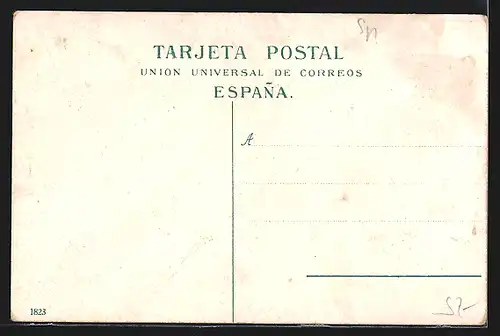 TARJETA POSTAL
UNION UNIVERSAL DE CORREOS
ESPAÑA.
A
1823